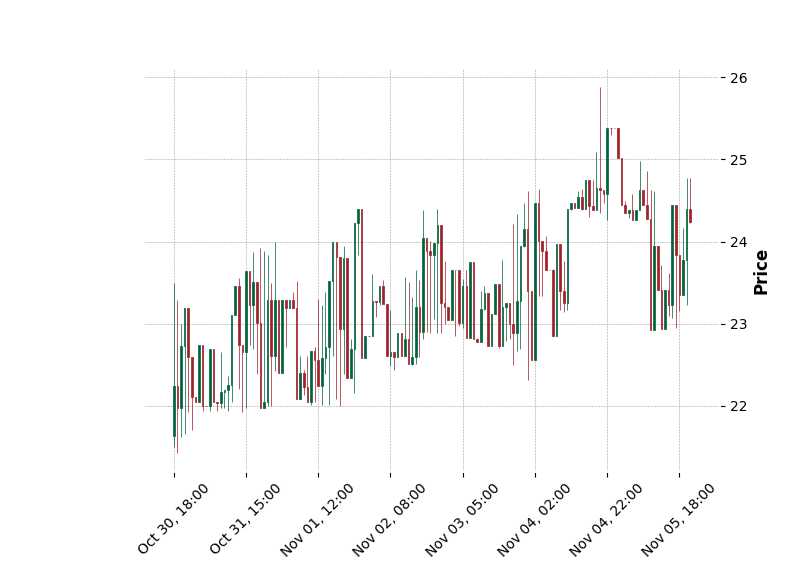 26
25
24
23
22
Price
Oct 30, 18:00
Oct 31, 15:00
Nov 01, 12:00
Nov 02, 08:00
Nov 03, 05:00
Nov 04, 02:00
Nov 04, 22:00
Nov 05, 18:00